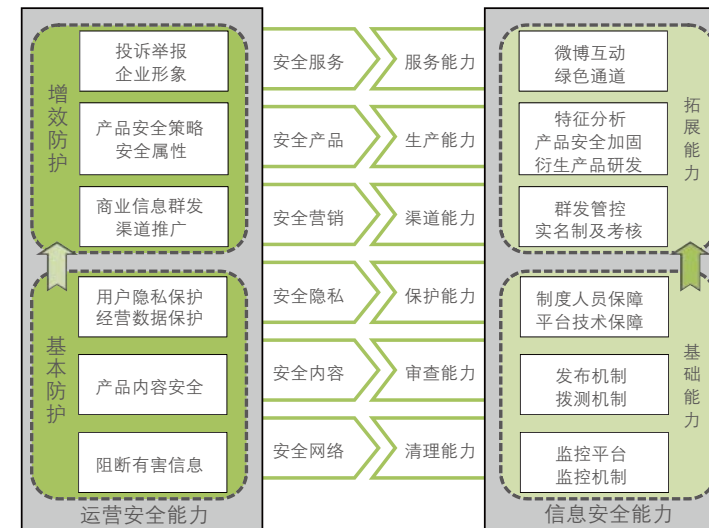 增效防护
投诉举报
企业形象
安全服务
服务能力
微博互动
绿色通道
拓展能力
产品安全策略
安全属性
安全产品
生产能力
特征分析
产品安全加固
衍生产品研发
商业信息群发
渠道推广
安全营销
渠道能力
群发管控
实名制及考核
基本防护
用户隐私保护
经营数据保护
安全隐私
保护能力
制度人员保障
平台技术保障
基础能力
产品内容安全
安全内容
审查能力
发布机制
拨测机制
阻断有害信息
安全网络
清理能力
监控平台
监控机制
运营安全能力
信息安全能力